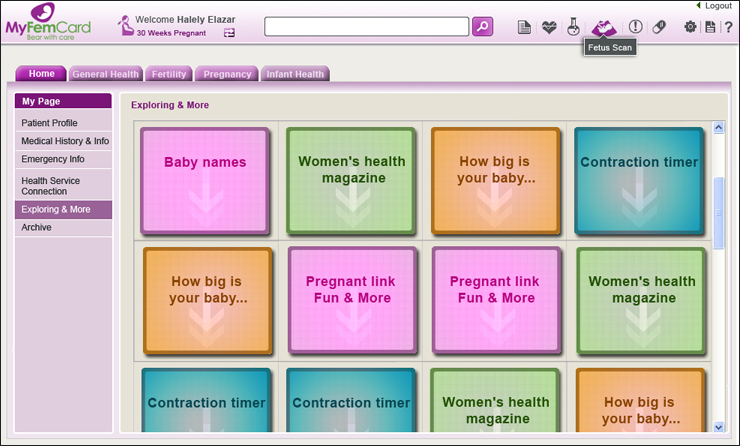 Logout
MyFemCard
Bear with care
Welcome Halely Elazar
30 Weeks Pregnant
?
Fetus Scan
Home
General Health
Fertility
Pregnancy
Infant Health
My Page
Patient Profile
Medical History & Info
Emergency Info
Health Service
Connection
Exploring & More
Archive
Exploring & More
Baby names
Women's health
magazine
How big is
your baby...
Contraction timer
How big is
your baby...
Pregnant link
Fun & More
Pregnant link
Fun & More
Women's health
magazine
Contraction timer
Contraction timer
Women's health
magazine
How big is
your baby...